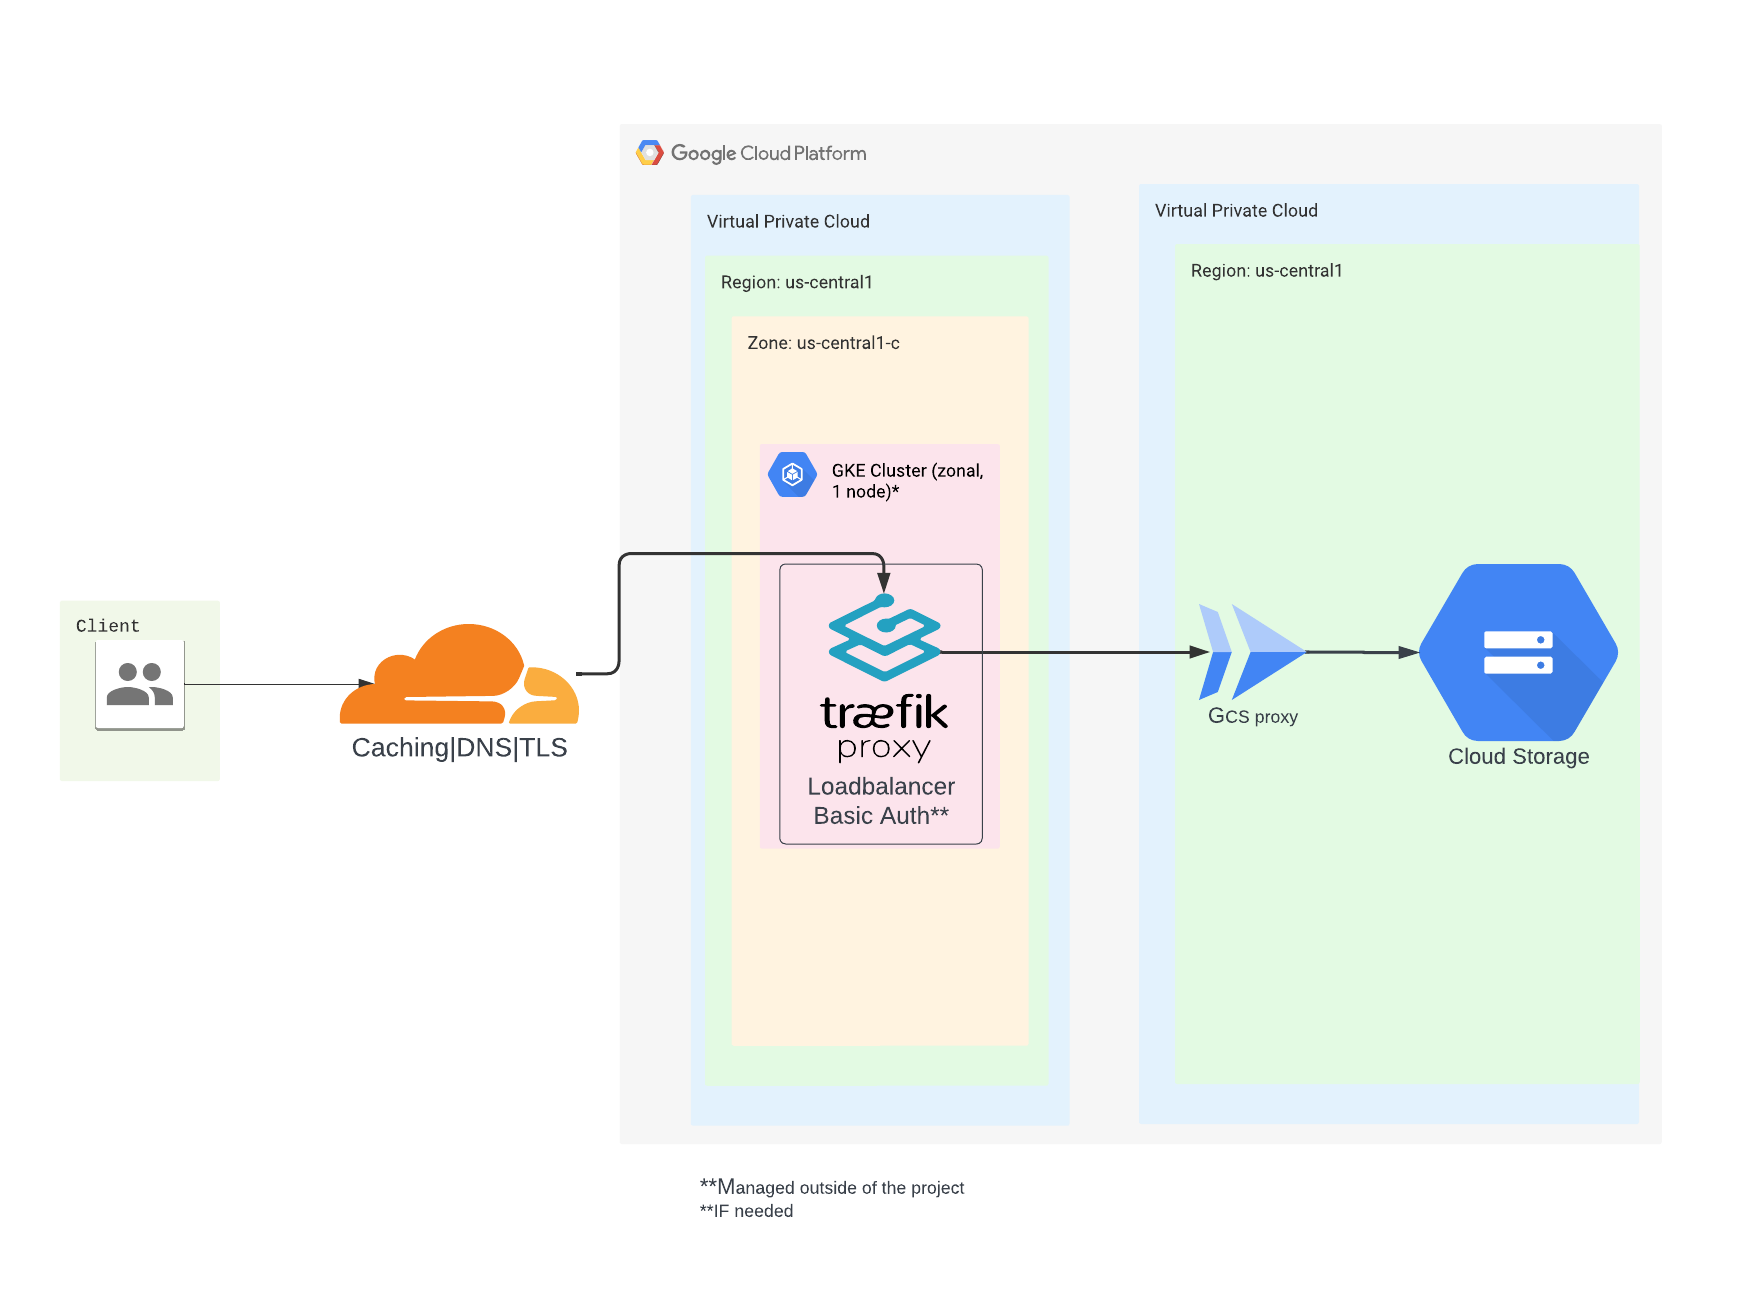 Google Cloud Platform
Virtual Private Cloud
Region: us-central1
Zone: us-central1-c
GKE Cluster (zonal,
1 node)*
Client
Caching|DNS|TLS
træfik
proxy
Loadbalancer
Basic Auth**
Virtual Private Cloud
Region: us-central1
GCS proxy
Cloud Storage
**Managed outside of the project
**IF needed